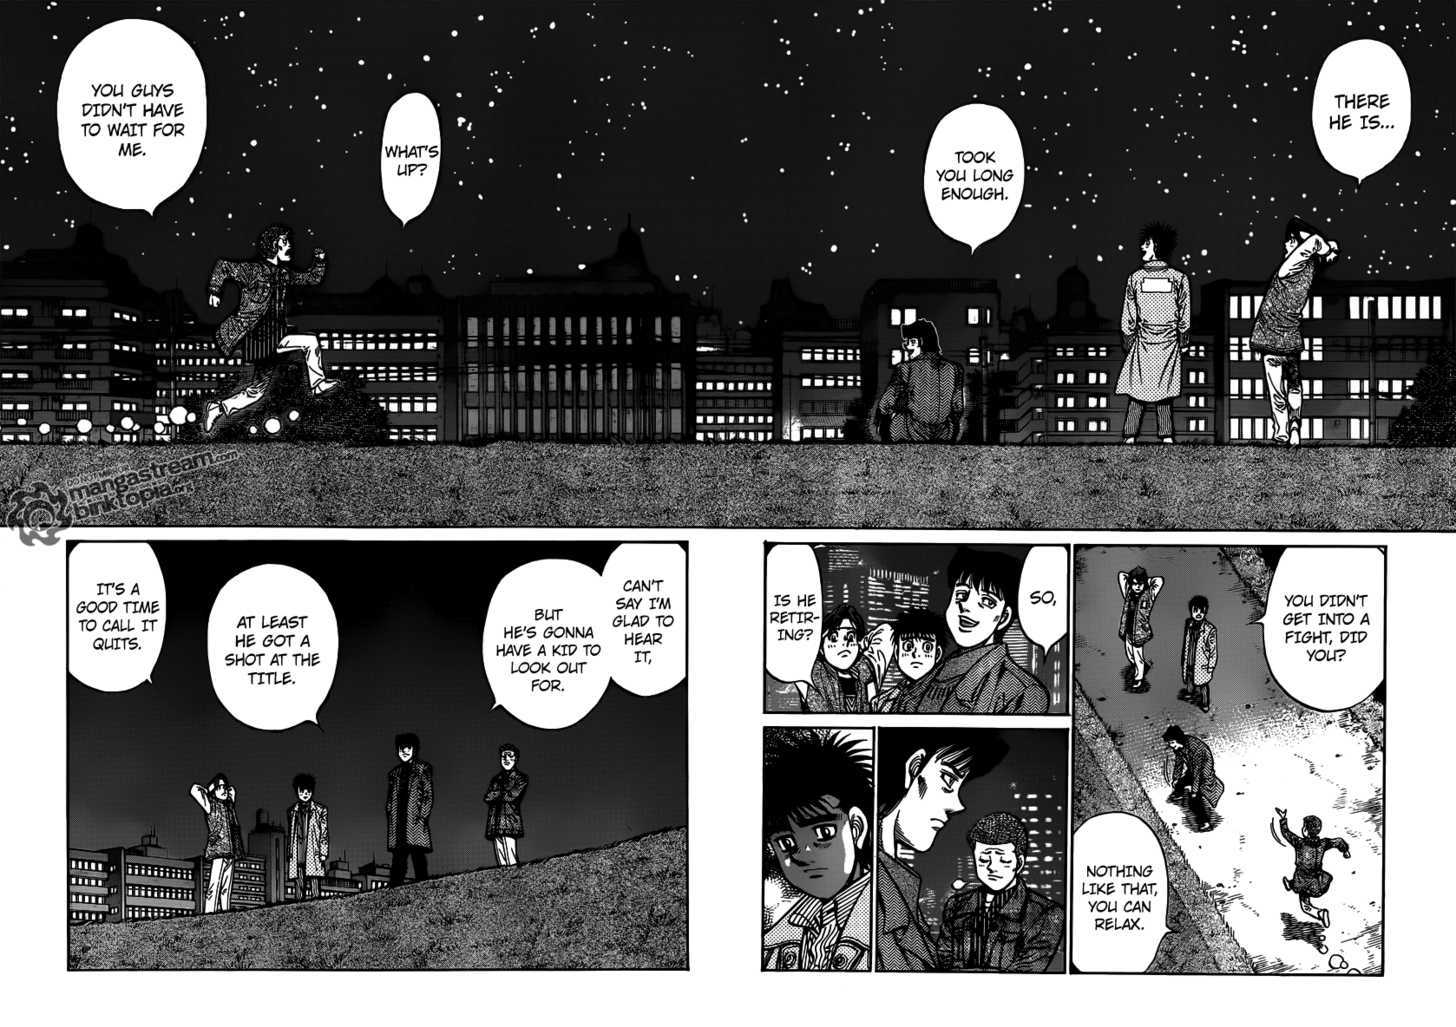 THERE
HE IS...
TOOK
YOU LONG
ENOUGH.
WHAT'S
UP?
YOU GUYS
DIDN'T HAVE
TO WAIT FOR
ME.
YOU DIDN'T
GET INTO A
FIGHT, DID
YOU?
NOTHING
LIKE THAT,
YOU CAN
RELAX.
SO,
IS HE
RETIR-
ING?
CAN'T
SAY I'M
GLAD TO
HEAR
IT,
BUT
HE'S GONNA
HAVE A KID TO
LOOK OUT
FOR.
AT LEAST
HE GOT A
SHOT AT THE
TITLE.
IT'S A
GOOD TIME
TO CALL IT
QUITS.
mangastream.com
binktopia